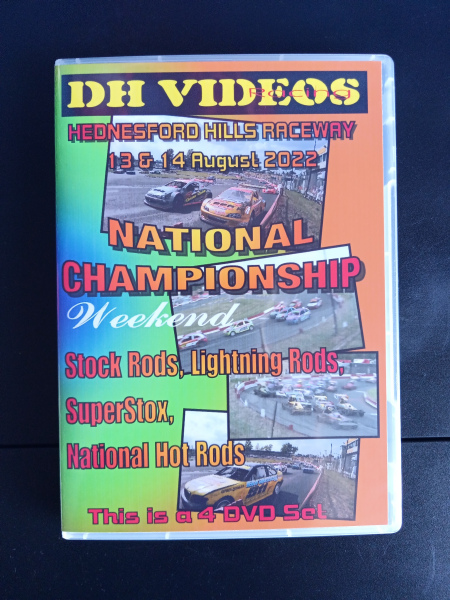 DH VIDEOS
Racing
HEDNESFORD HILLS RACEWAY
13 & 14 August 2022
NATIONAL
CHAMPIONSHIP
Weekend
Stock Rods, Lightning Rods,
SuperStox,
National Hot Rods
This is a 4 DVD Set